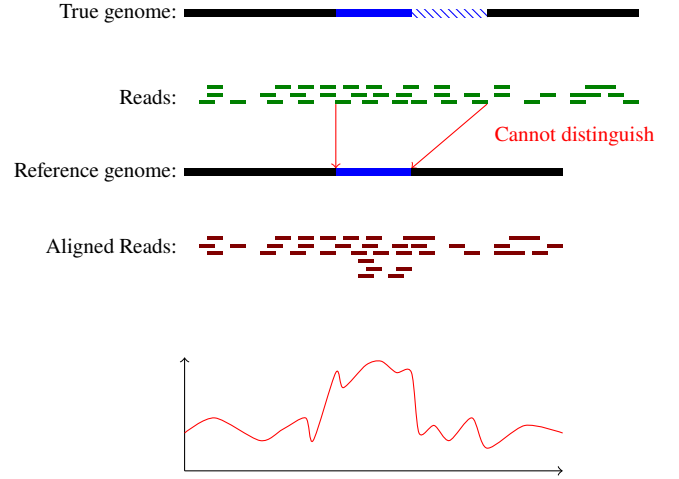 True genome:
Reads:
Cannot distinguish
Reference genome:
Aligned Reads: